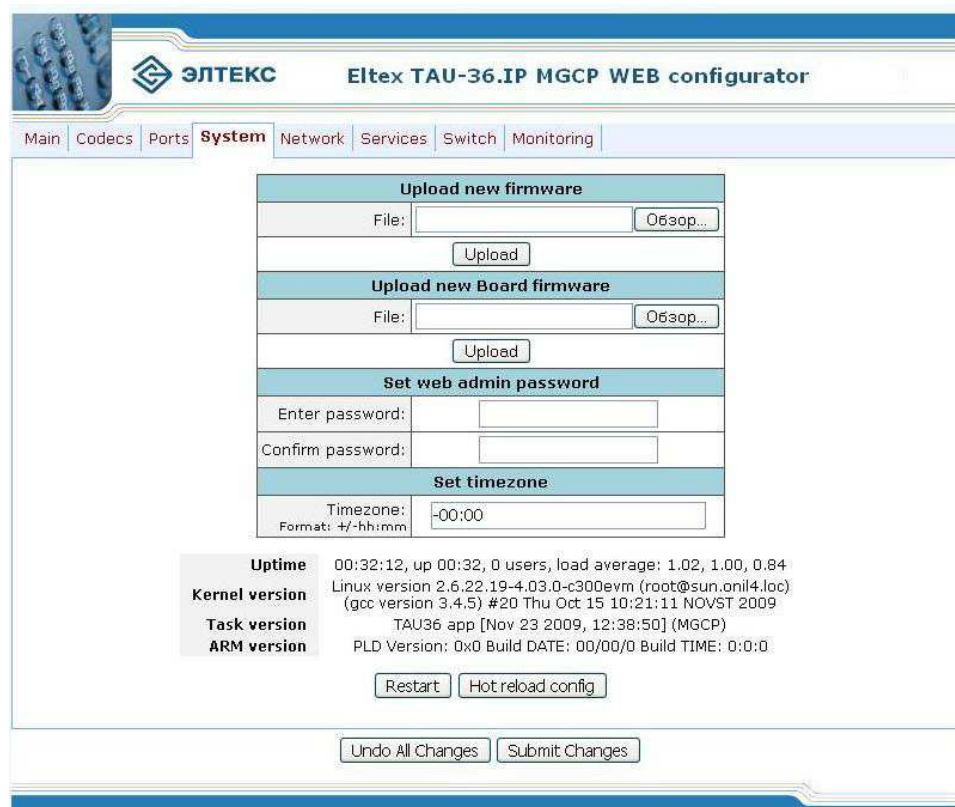 ЭЛТЕКС Eltex TAU-36.IP MGCP WEB configurator
Main Codecs Ports System Network Services Switch Monitoring
Upload new firmware
File: Обзор...
Upload
Upload new Board firmware
File: Обзор...
Upload
Set web admin password
Enter password:
Confirm password:
Set timezone
Timezone: -00:00
Format: +/-hh:mm
Uptime 00:32:12, up 00:32, 0 users, load average: 1.02, 1.00, 0.84
Kernel version Linux version 2.6.22.19-4.03.0-c300evm (root@sun.onil4.loc)
(gcc version 3.4.5) #20 Thu Oct 15 10:21:11 NOVST 2009
Task version TAU36 app [Nov 23 2009, 12:38:50] (MGCP)
ARM version PLD Version: 0x0 Build DATE: 00/00/0 Build TIME: 0:0:0
Restart Hot reload config
Undo All Changes Submit Changes